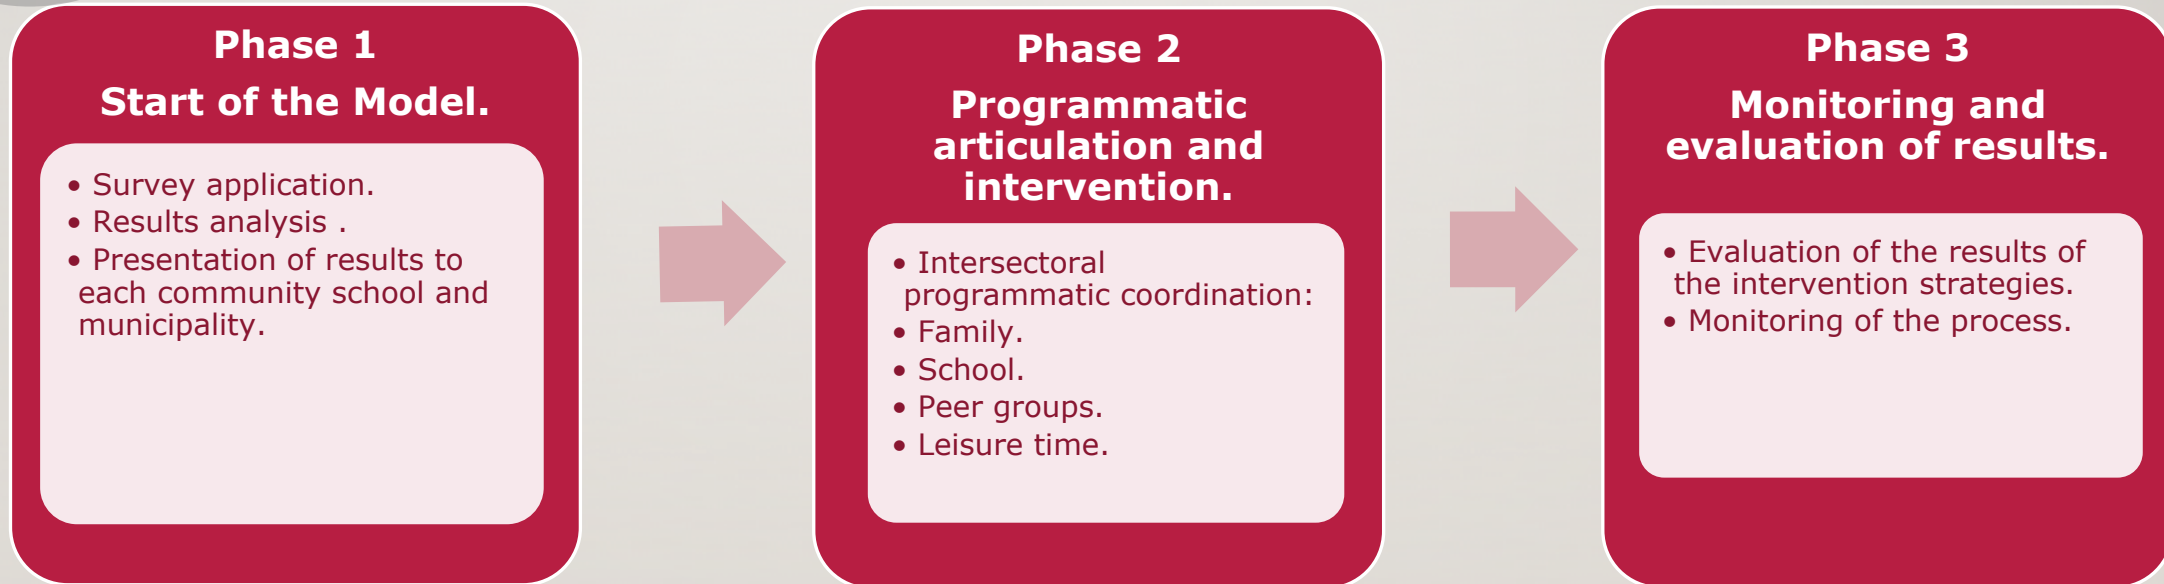 Phase 1
Start of the Model.
• Survey application.
• Results analysis .
• Presentation of results to
each community school and
municipality.
Phase 2
Programmatic
articulation and
intervention.
• Intersectoral
programmatic coordination:
• Family.
• School.
• Peer groups.
• Leisure time.
Phase 3
Monitoring and
evaluation of results.
• Evaluation of the results of
the intervention strategies.
• Monitoring of the process.